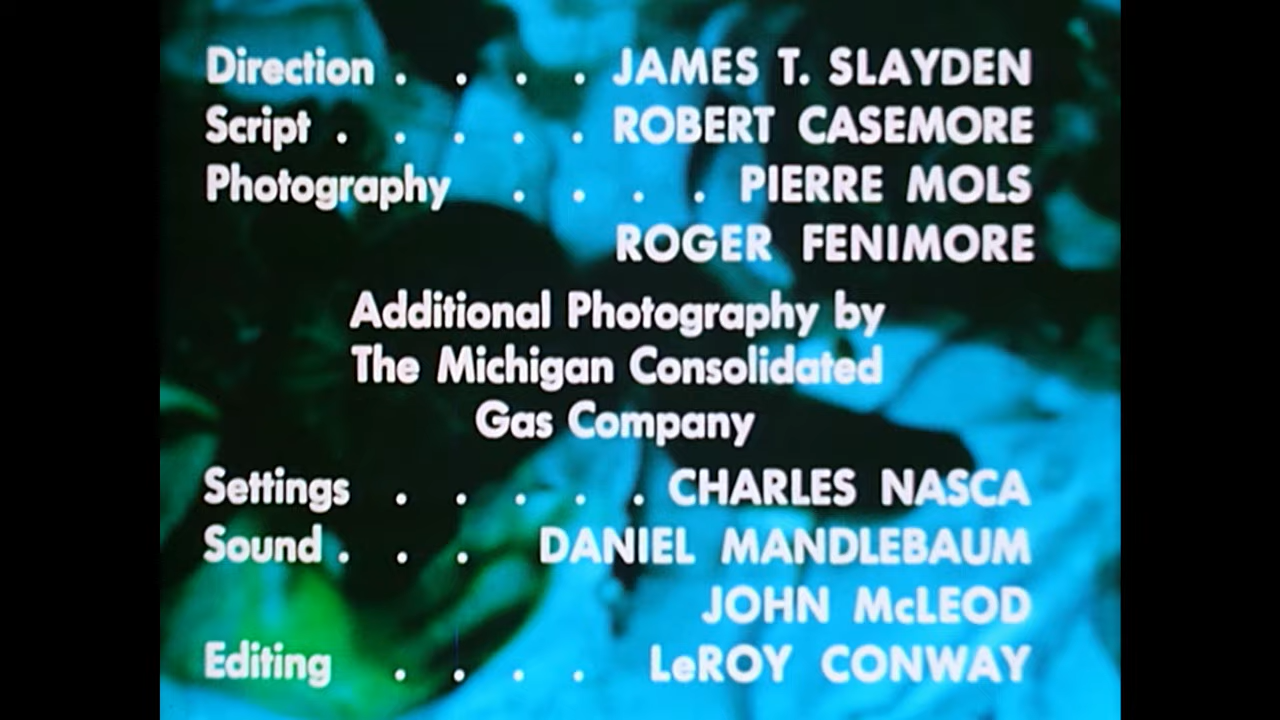 Direction . . . . JAMES T. SLAYDEN
Script . . . . . ROBERT CASEMORE
Photography . . . . PIERRE MOLS
ROGER FENIMORE
Additional Photography by
The Michigan Consolidated
Gas Company
Settings . . . . . CHARLES NASCA
Sound . . . DANIEL MANDLEBAUM
JOHN McLEOD
Editing . . . . LeROY CONWAY